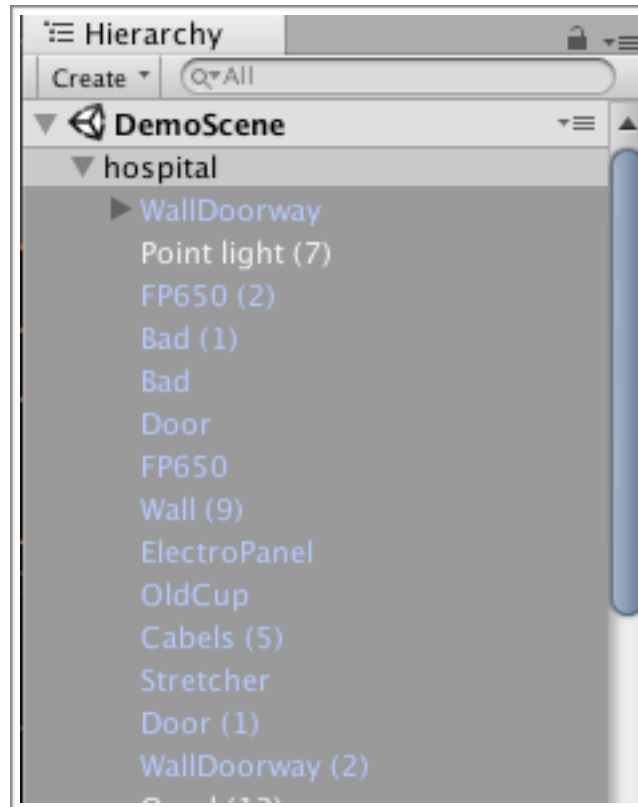 Hierarchy
Create All
DemoScene
hospital
WallDoorway
Point light (7)
FP650 (2)
Bad (1)
Bad
Door
FP650
Wall (9)
ElectroPanel
OldCup
Cabels (5)
Stretcher
Door (1)
WallDoorway (2)